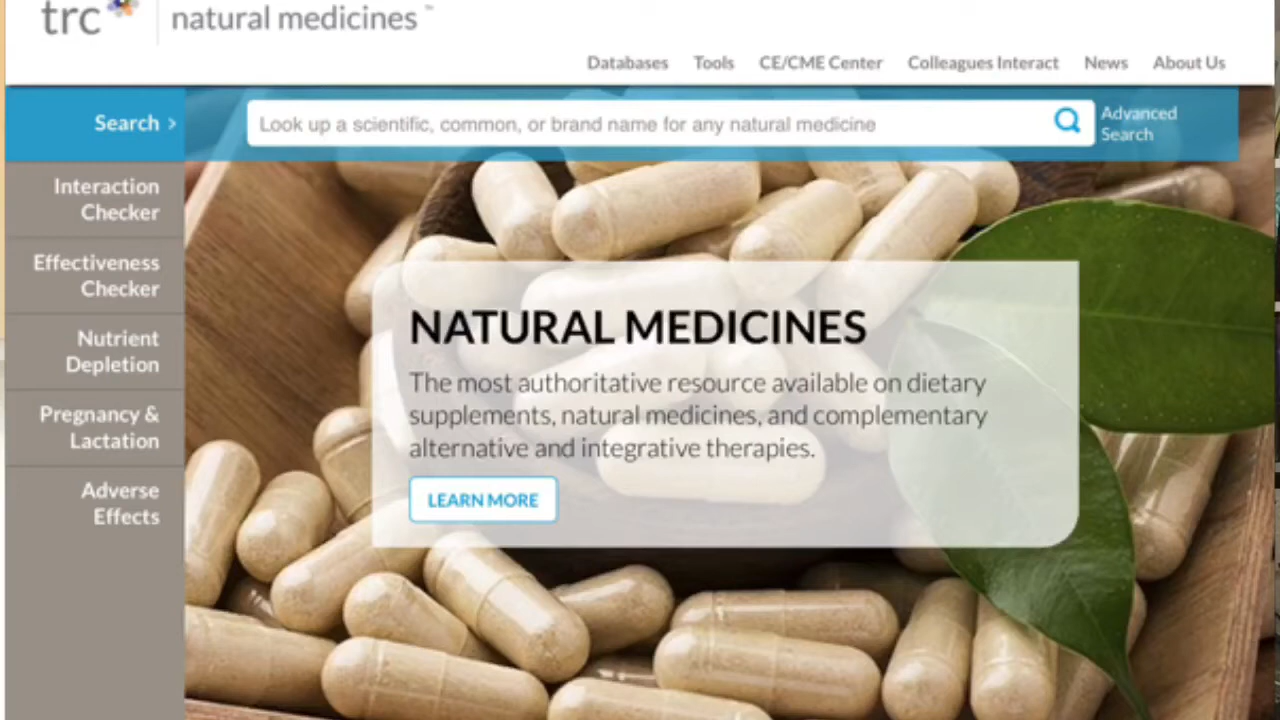 trc natural medicines™
Databases Tools CE/CME Center Colleagues Interact News About Us
Search >
Look up a scientific, common, or brand name for any natural medicine
Advanced
Search
Interaction
Checker
Effectiveness
Checker
Nutrient
Depletion
Pregnancy &
Lactation
Adverse
Effects
NATURAL MEDICINES
The most authoritative resource available on dietary
supplements, natural medicines, and complementary
alternative and integrative therapies.
LEARN MORE